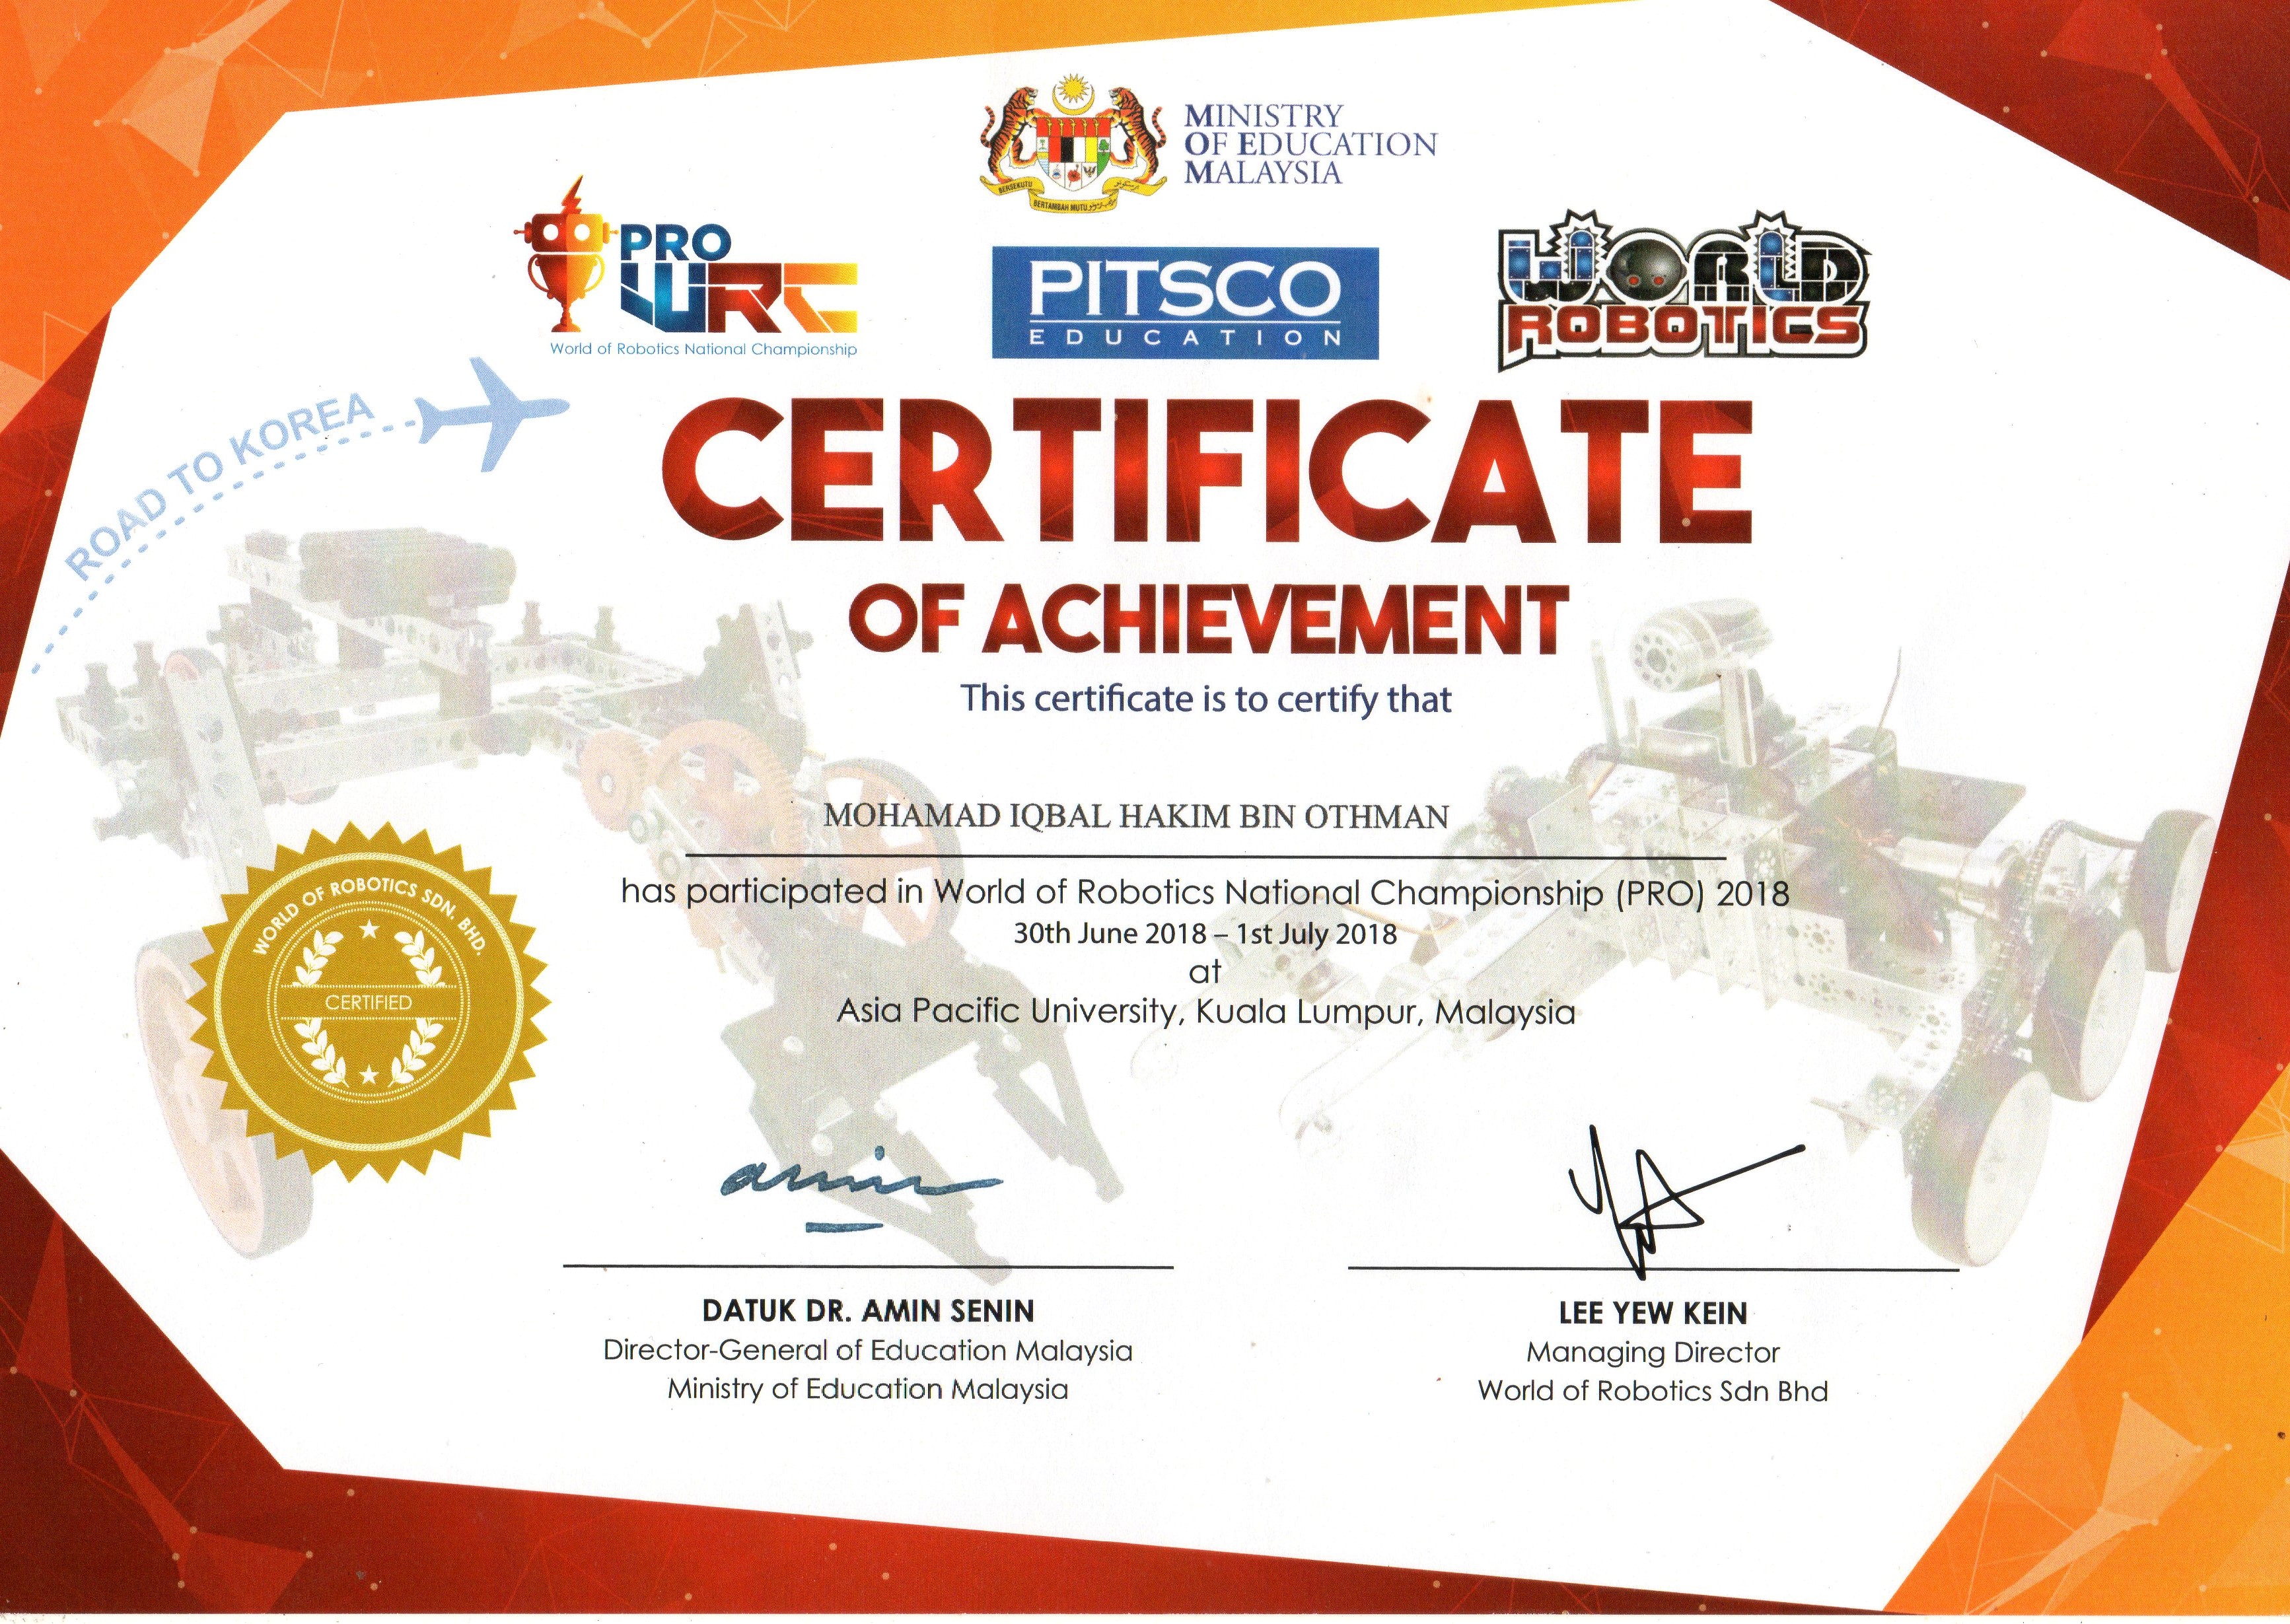 MINISTRY
OF EDUCATION
MALAYSIA
BERSEKUTU
BERTAMBAH MUTU
PRO
WRC
World of Robotics National Championship
PITSCO
EDUCATION
WORLD
ROBOTICS
ROAD TO KOREA
CERTIFICATE
OF ACHIEVEMENT
This certificate is to certify that
MOHAMAD IQBAL HAKIM BIN OTHMAN
has participated in World of Robotics National Championship (PRO) 2018
30th June 2018 – 1st July 2018
at
Asia Pacific University, Kuala Lumpur, Malaysia
WORLD OF ROBOTICS SDN. BHD.
CERTIFIED
amin
DATUK DR. AMIN SENIN
Director-General of Education Malaysia
Ministry of Education Malaysia
LEE YEW KEIN
Managing Director
World of Robotics Sdn Bhd